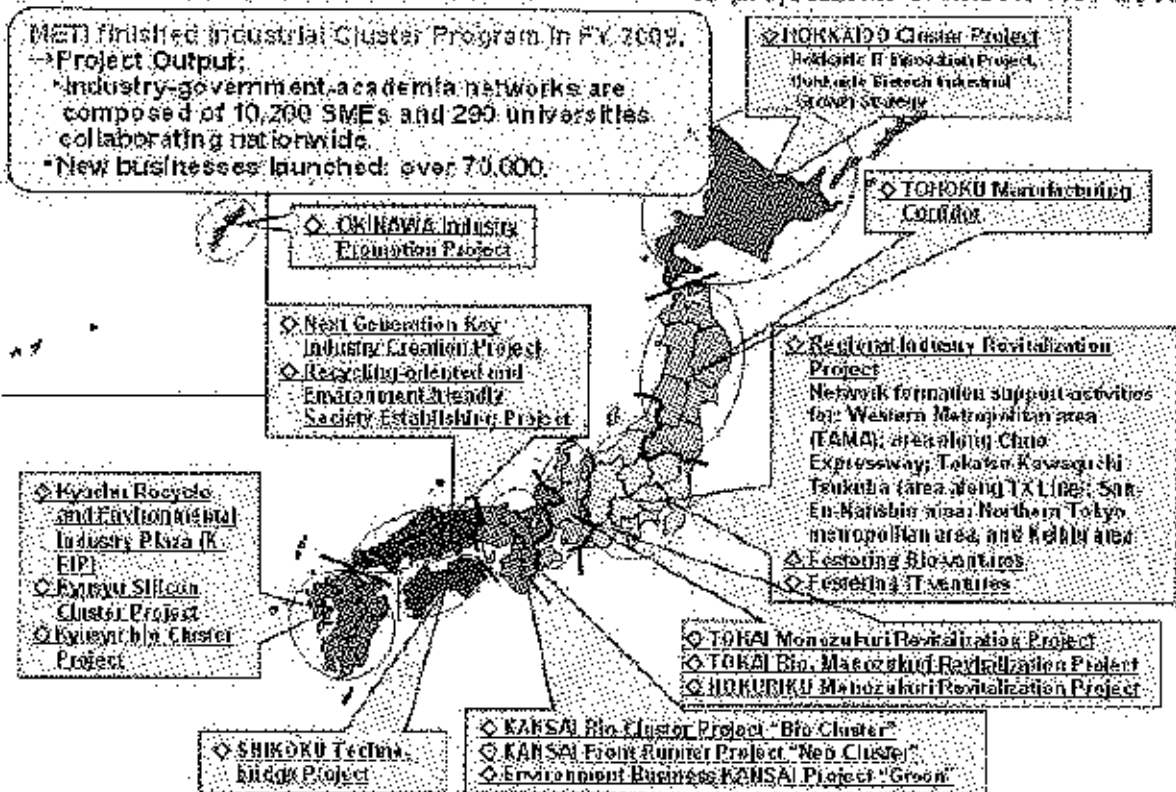 METI finished Industrial Cluster Program in FY 2009.
→Project Output:
•Industry-government-academia networks are
composed of 10,200 SMEs and 290 universities
collaborating nationwide.
•New businesses launched: over 70,000.
◇HOKKAIDO Cluster Project
Hokkaido IT Innovation Project,
Hokkaido Biotech Industrial
Growth Strategy
◇ TOHOKU Manufacturing
Corridor
◇ OKINAWA Industry
Promotion Project
◇ Next Generation Key
Industry Creation Project
◇ Recycling-oriented and
Environment friendly
Society Establishing Project
◇ Regional Industry Revitalization
Project
Network formation support activities
for: Western Metropolitan area
(TAMA); area along Chuo
Expressway; Tokatsu Kawaguchi
Tsukuba (area along TX Line); San-
En-Nanshin area; Northern Tokyo
metropolitan area, and Keihin area
◇ Fostering Bio-ventures
◇ Fostering IT ventures
◇ Kyushu Recycle
and Environmental
Industry Plaza (K-
RIP)
◇ Kyusyu Silicon
Cluster Project
◇ Kyusyu bio Cluster
Project
◇ TOKAI Monozukuri Revitalization Project
◇ TOKAI Bio. Monozukuri Revitalization Project
◇ HOKURIKU Monozukuri Revitalization Project
◇ SHIKOKU Techno
bridge Project
◇ KANSAI Bio Cluster Project "Bio Cluster"
◇ KANSAI Front Runner Project "Neo Cluster"
◇ Environment Business KANSAI Project "Green"